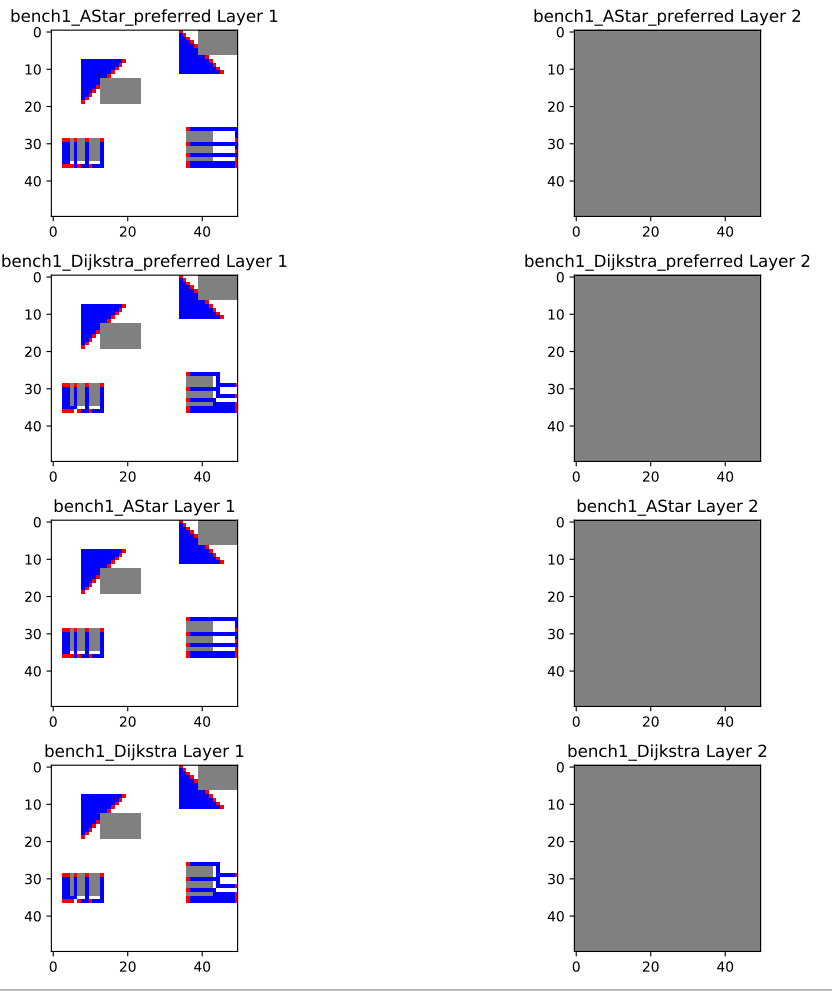 bench1_AStar_preferred Layer 1
bench1_AStar_preferred Layer 2
0
10
20
30
40
0 20 40
0
10
20
30
40
0 20 40
bench1_Dijkstra_preferred Layer 1
bench1_Dijkstra_preferred Layer 2
0
10
20
30
40
0 20 40
0
10
20
30
40
0 20 40
bench1_AStar Layer 1
bench1_AStar Layer 2
0
10
20
30
40
0 20 40
0
10
20
30
40
0 20 40
bench1_Dijkstra Layer 1
bench1_Dijkstra Layer 2
0
10
20
30
40
0 20 40
0
10
20
30
40
0 20 40